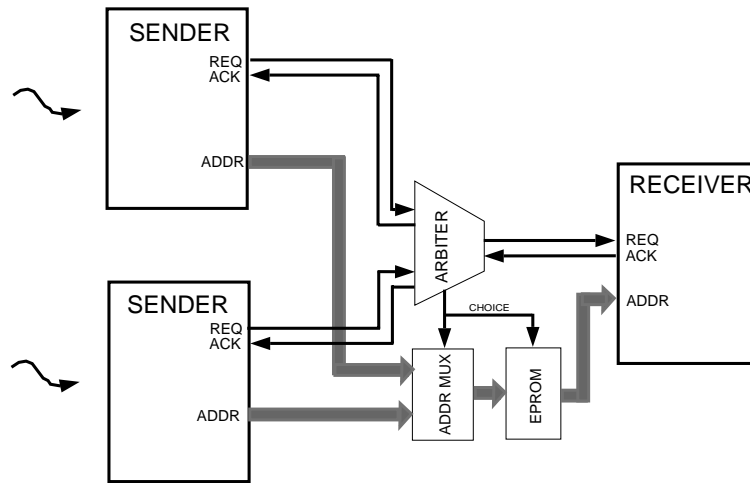 SENDER
REQ
ACK
ADDR
ARBITER
RECEIVER
REQ
ACK
ADDR
SENDER
REQ
ACK
ADDR
CHOICE
ADDR MUX
EPROM